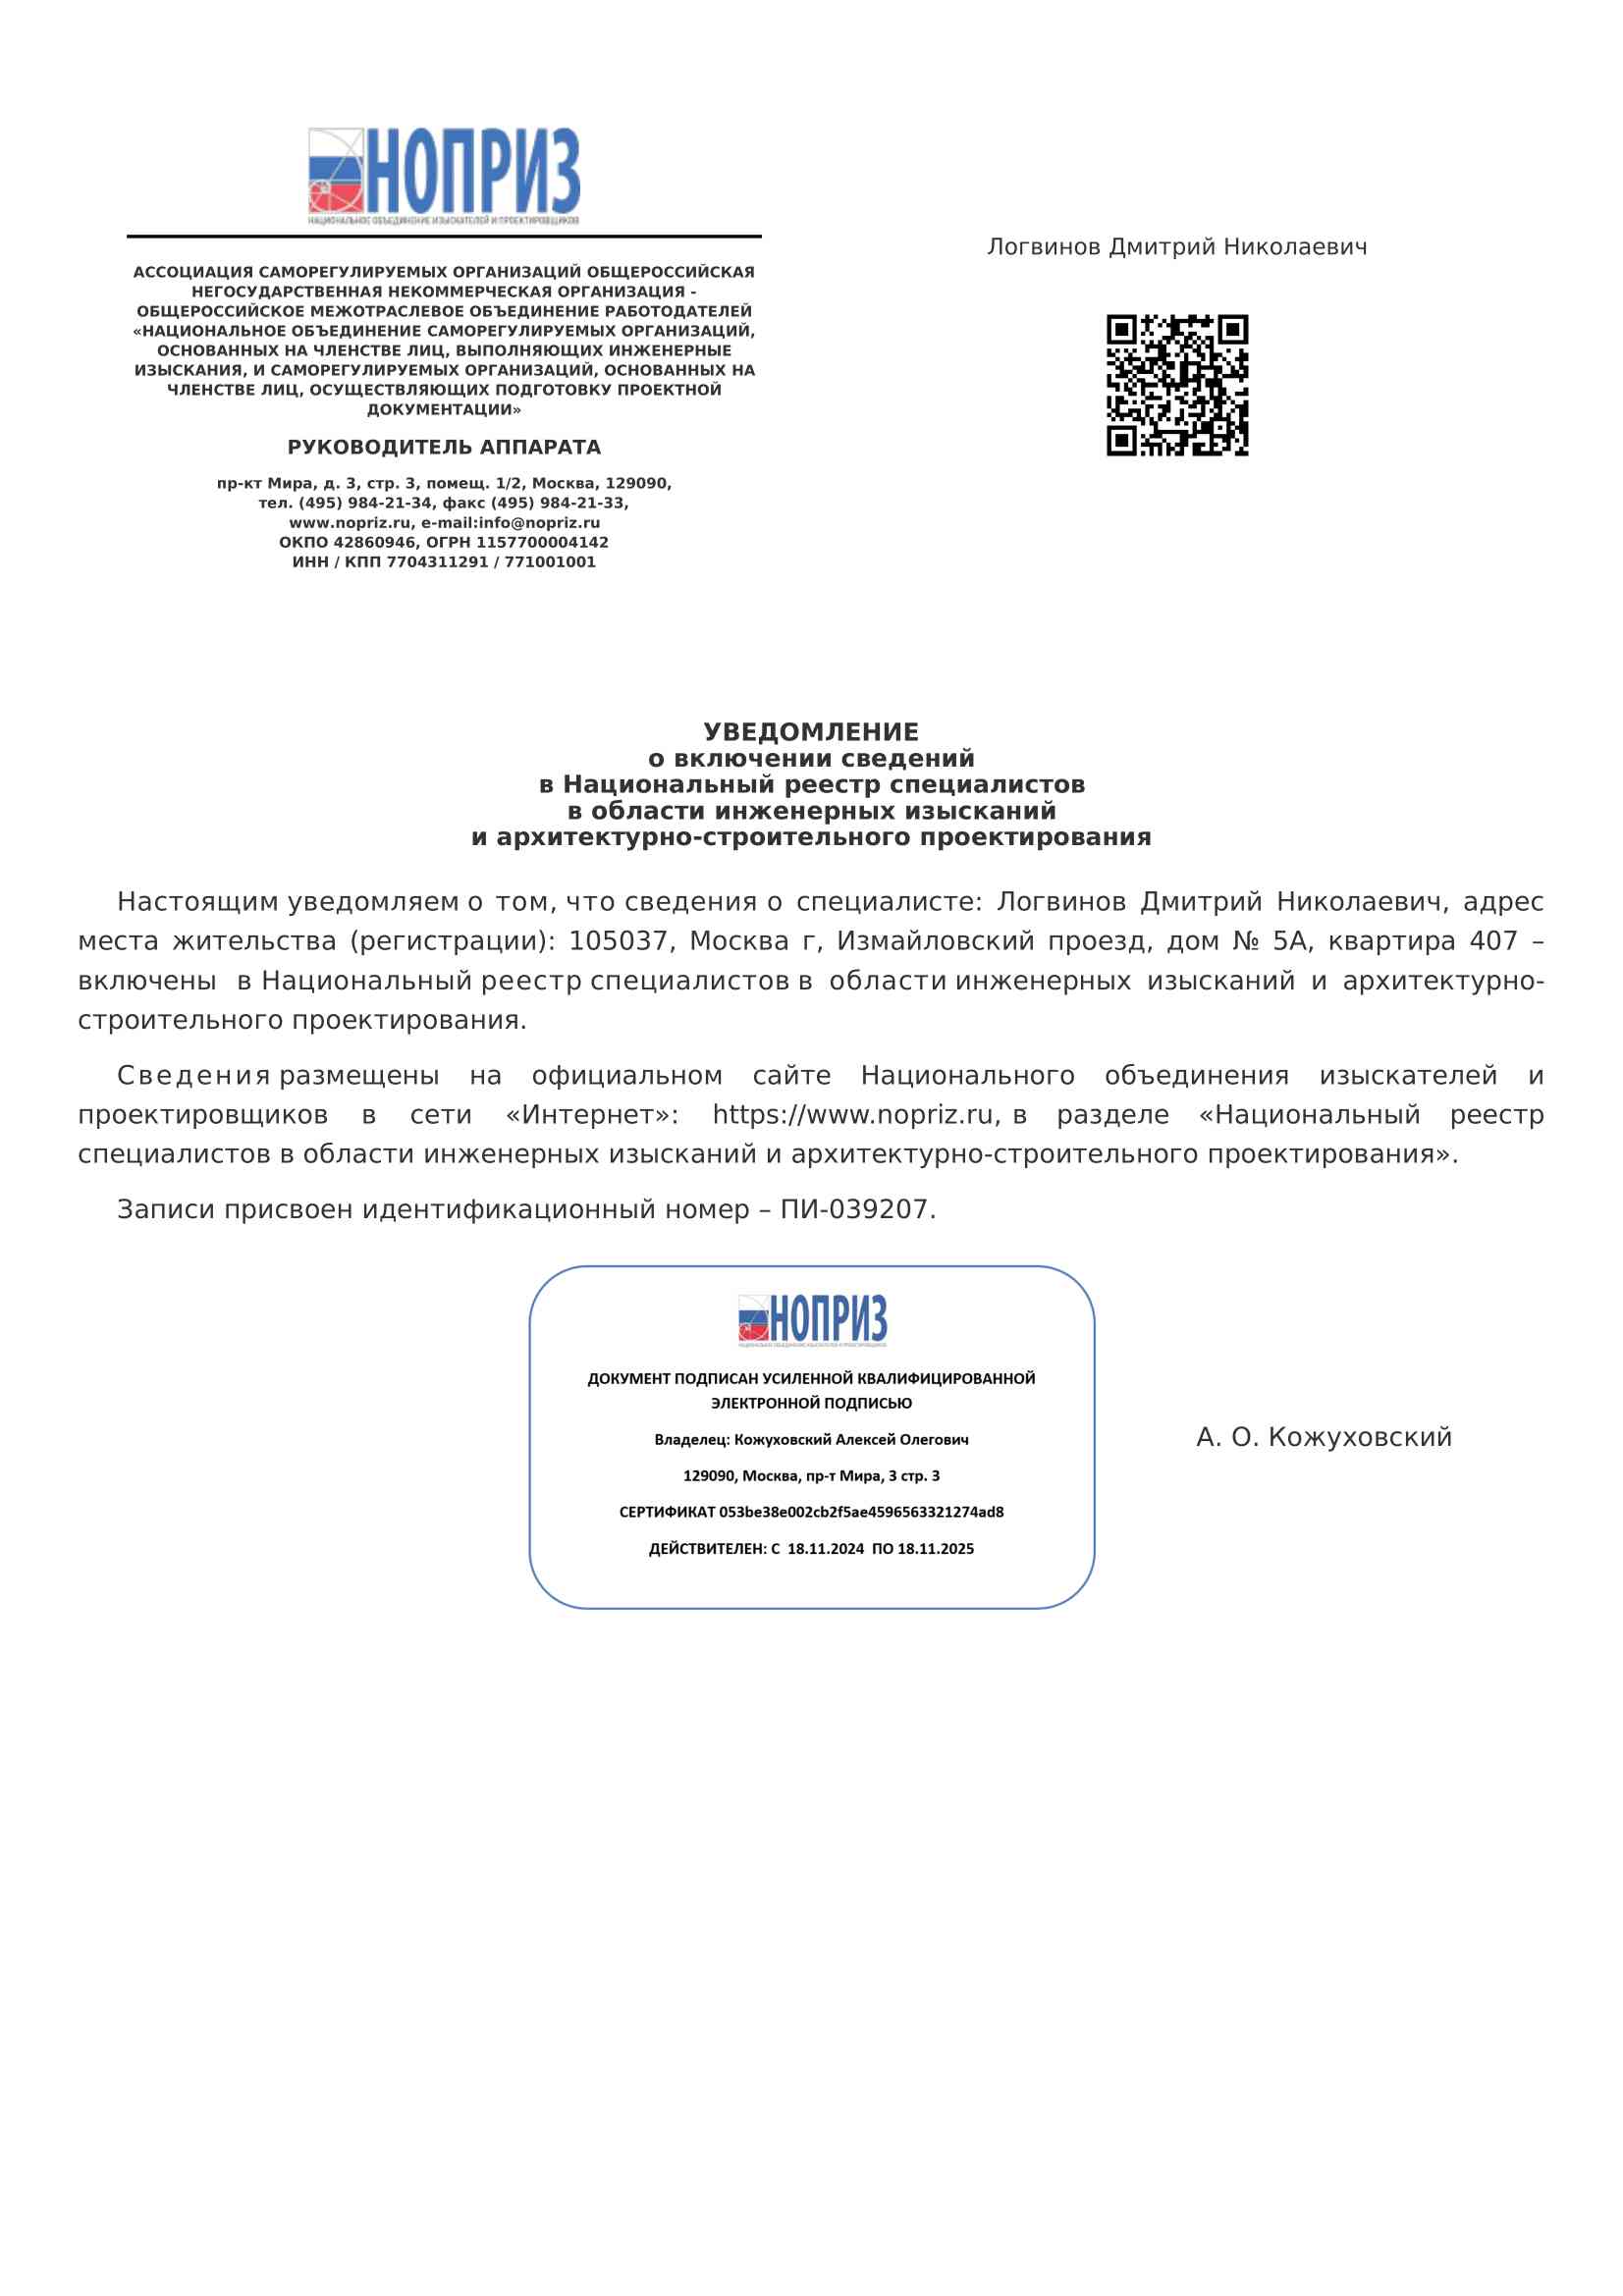 НОПРИЗ
НАЦИОНАЛЬНОЕ ОБЪЕДИНЕНИЕ ИЗЫСКАТЕЛЕЙ И ПРОЕКТИРОВЩИКОВ
АССОЦИАЦИЯ САМОРЕГУЛИРУЕМЫХ ОРГАНИЗАЦИЙ ОБЩЕРОССИЙСКАЯ
НЕГОСУДАРСТВЕННАЯ НЕКОММЕРЧЕСКАЯ ОРГАНИЗАЦИЯ -
ОБЩЕРОССИЙСКОЕ МЕЖОТРАСЛЕВОЕ ОБЪЕДИНЕНИЕ РАБОТОДАТЕЛЕЙ
«НАЦИОНАЛЬНОЕ ОБЪЕДИНЕНИЕ САМОРЕГУЛИРУЕМЫХ ОРГАНИЗАЦИЙ,
ОСНОВАННЫХ НА ЧЛЕНСТВЕ ЛИЦ, ВЫПОЛНЯЮЩИХ ИНЖЕНЕРНЫЕ
ИЗЫСКАНИЯ, И САМОРЕГУЛИРУЕМЫХ ОРГАНИЗАЦИЙ, ОСНОВАННЫХ НА
ЧЛЕНСТВЕ ЛИЦ, ОСУЩЕСТВЛЯЮЩИХ ПОДГОТОВКУ ПРОЕКТНОЙ
ДОКУМЕНТАЦИИ»
РУКОВОДИТЕЛЬ АППАРАТА
пр-кт Мира, д. 3, стр. 3, помещ. 1/2, Москва, 129090,
тел. (495) 984-21-34, факс (495) 984-21-33,
www.nopriz.ru, e-mail:info@nopriz.ru
ОКПО 42860946, ОГРН 1157700004142
ИНН / КПП 7704311291 / 771001001
Логвинов Дмитрий Николаевич
УВЕДОМЛЕНИЕ
о включении сведений
в Национальный реестр специалистов
в области инженерных изысканий
и архитектурно-строительного проектирования
Настоящим уведомляем о том, что сведения о специалисте: Логвинов Дмитрий Николаевич, адрес
места жительства (регистрации): 105037, Москва г, Измайловский проезд, дом № 5А, квартира 407 –
включены в Национальный реестр специалистов в области инженерных изысканий и архитектурно-
строительного проектирования.
Сведения размещены на официальном сайте Национального объединения изыскателей и
проектировщиков в сети «Интернет»: https://www.nopriz.ru, в разделе «Национальный реестр
специалистов в области инженерных изысканий и архитектурно-строительного проектирования».
Записи присвоен идентификационный номер – ПИ-039207.
НОПРИЗ
НАЦИОНАЛЬНОЕ ОБЪЕДИНЕНИЕ ИЗЫСКАТЕЛЕЙ И ПРОЕКТИРОВЩИКОВ
ДОКУМЕНТ ПОДПИСАН УСИЛЕННОЙ КВАЛИФИЦИРОВАННОЙ
ЭЛЕКТРОННОЙ ПОДПИСЬЮ
Владелец: Кожуховский Алексей Олегович
129090, Москва, пр-т Мира, 3 стр. 3
СЕРТИФИКАТ 053be38e002cb2f5ae4596563321274ad8
ДЕЙСТВИТЕЛЕН: С 18.11.2024 ПО 18.11.2025
А. О. Кожуховский